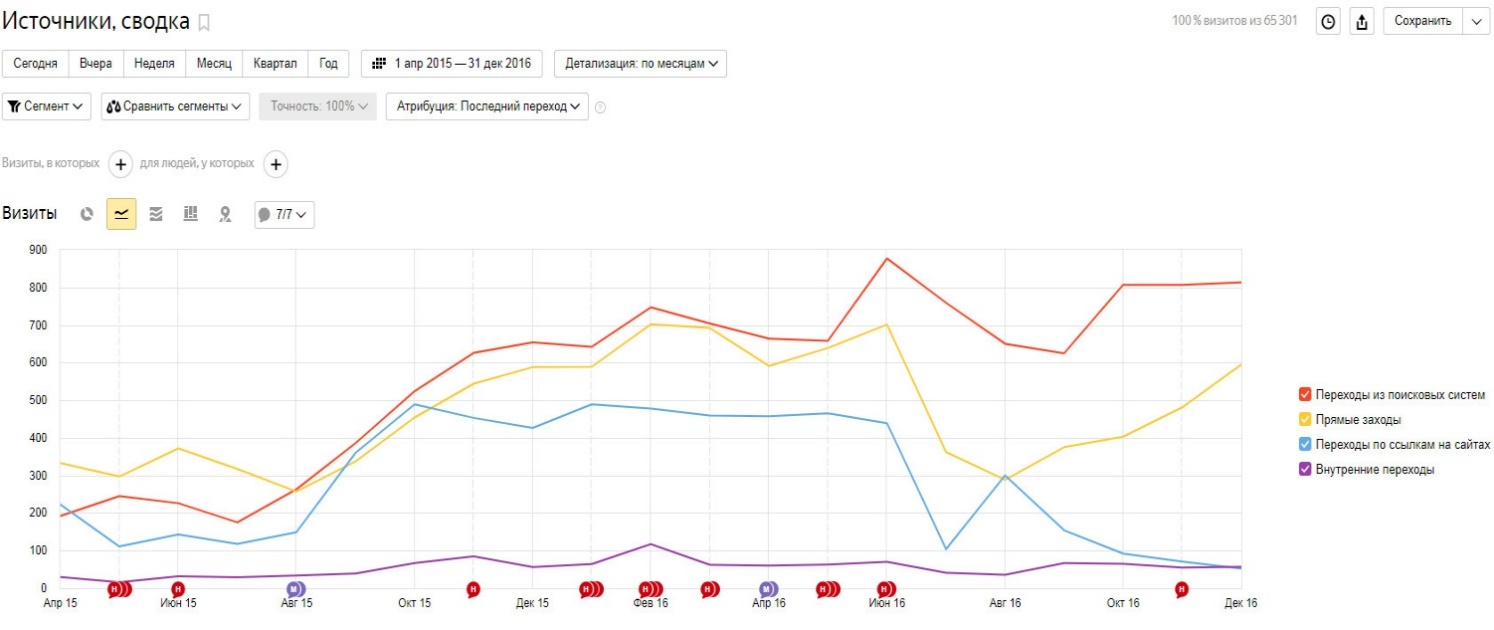 Источники, сводка
100% визитов из 65 301
Сохранить
Сегодня Вчера Неделя Месяц Квартал Год 1 апр 2015 — 31 дек 2016 Детализация: по месяцам
Сегмент Сравнить сегменты Точность: 100% Атрибуция: Последний переход ?
Визиты, в которых + для людей, у которых +
Визиты 7/7
900
800
700
600
500
400
300
200
100
0
Н Н М Н Н Н Н М Н Н Н
Апр 15 Июн 15 Авг 15 Окт 15 Дек 15 Фев 16 Апр 16 Июн 16 Авг 16 Окт 16 Дек 16
Переходы из поисковых систем
Прямые заходы
Переходы по ссылкам на сайтах
Внутренние переходы